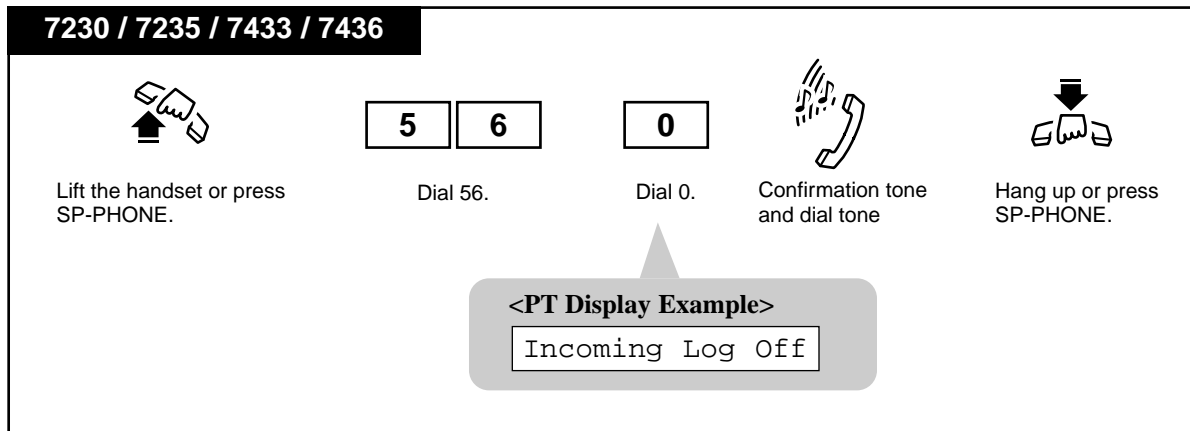 7230 / 7235 / 7433 / 7436
5 6 0
Lift the handset or press
SP-PHONE.
Dial 56.
Dial 0.
Confirmation tone
and dial tone
Hang up or press
SP-PHONE.
<PT Display Example>
Incoming Log Off